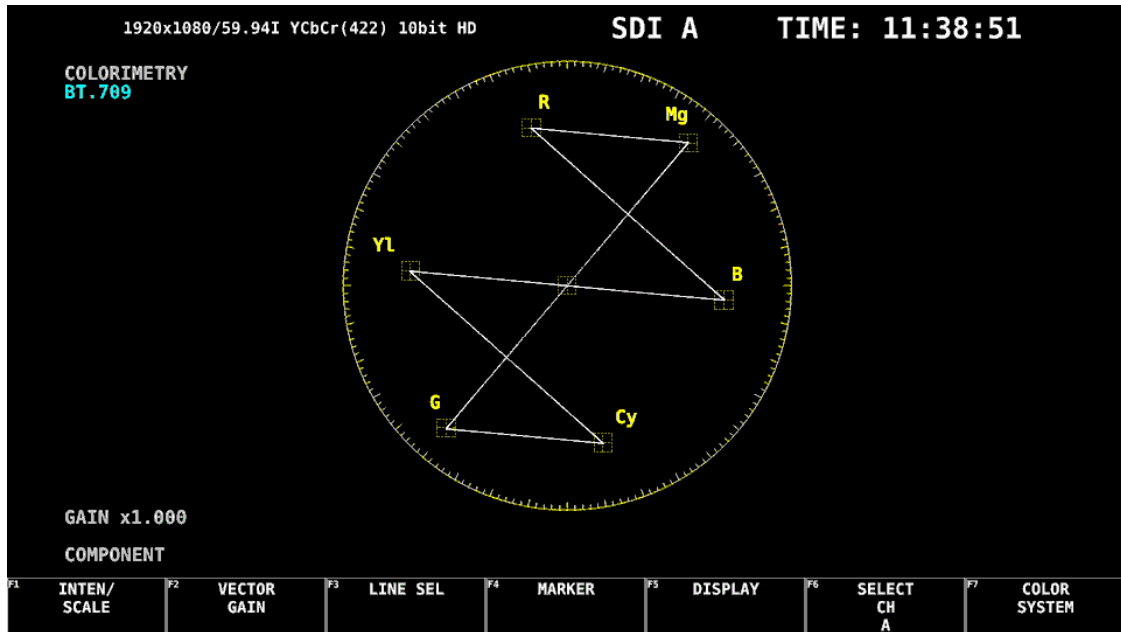 1920x1080/59.94I YCbCr(422) 10bit HD SDI A TIME: 11:38:51
COLORIMETRY
BT.709
R
Mg
Yl
B
G
Cy
GAIN x1.000
COMPONENT
F1 INTEN/
SCALE
F2 VECTOR
GAIN
F3 LINE SEL
F4 MARKER
F5 DISPLAY
F6 SELECT
CH
A
F7 COLOR
SYSTEM